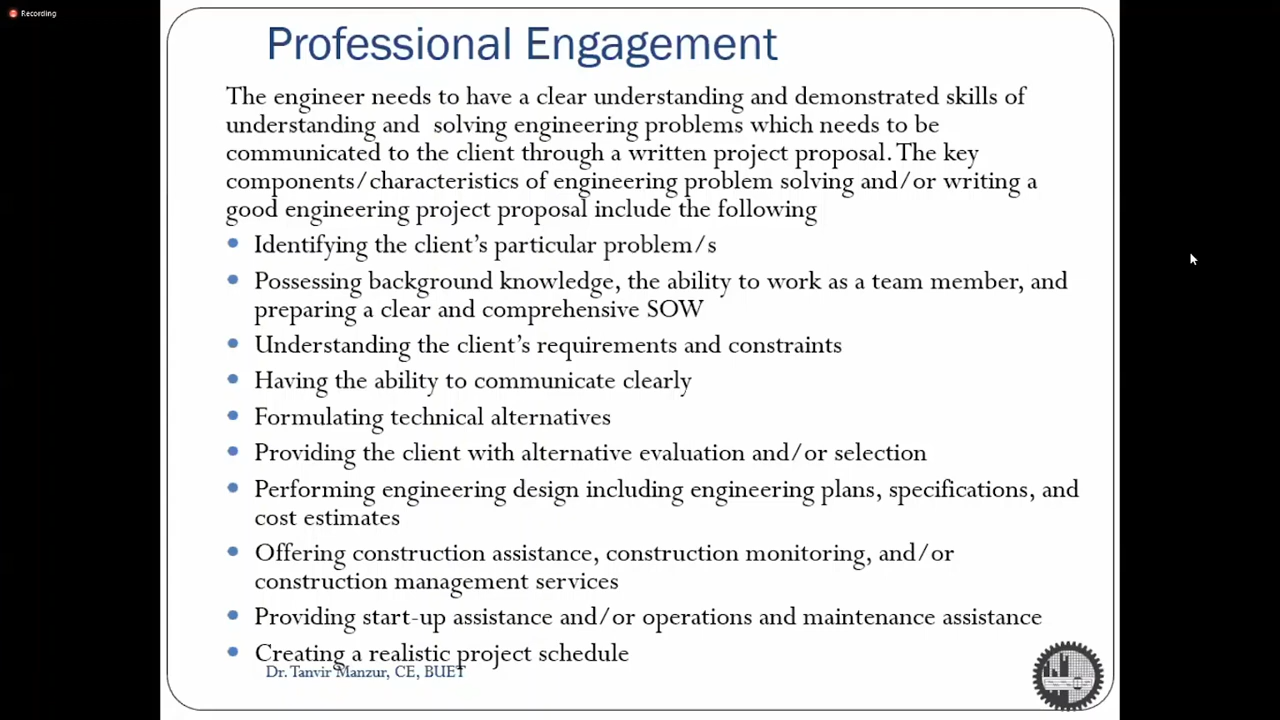 Recording
Professional Engagement
The engineer needs to have a clear understanding and demonstrated skills of
understanding and solving engineering problems which needs to be
communicated to the client through a written project proposal. The key
components/characteristics of engineering problem solving and/or writing a
good engineering project proposal include the following
• Identifying the client's particular problem/s
• Possessing background knowledge, the ability to work as a team member, and
preparing a clear and comprehensive SOW
• Understanding the client's requirements and constraints
• Having the ability to communicate clearly
• Formulating technical alternatives
• Providing the client with alternative evaluation and/or selection
• Performing engineering design including engineering plans, specifications, and
cost estimates
• Offering construction assistance, construction monitoring, and/or
construction management services
• Providing start-up assistance and/or operations and maintenance assistance
• Creating a realistic project schedule
Dr. Tanvir Manzur, CE, BUET